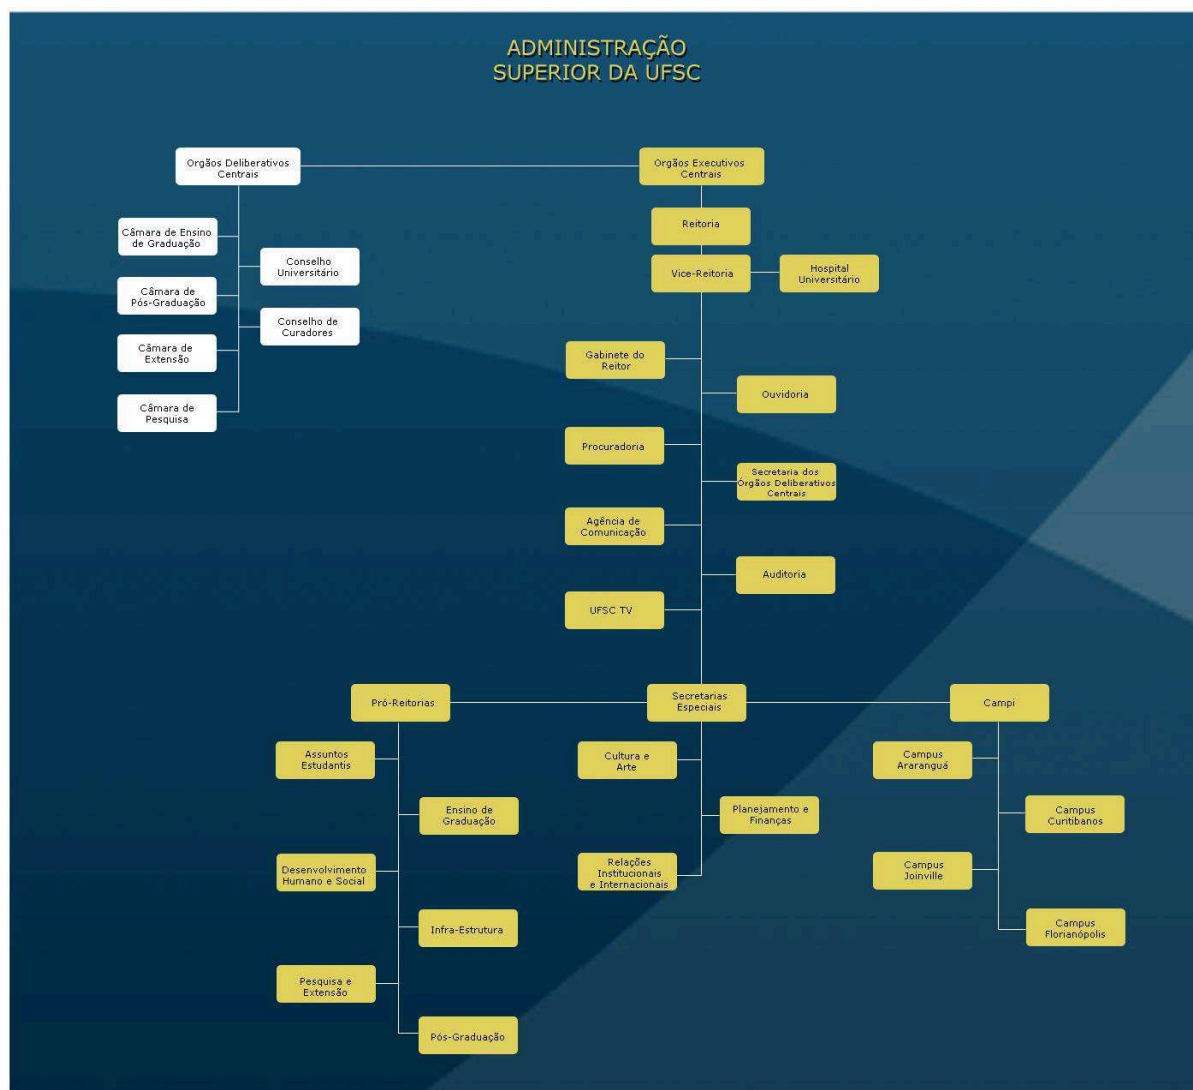 ADMINISTRAÇÃO
SUPERIOR DA UFSC
Orgãos Deliberativos
Centrais
Orgãos Executivos
Centrais
Câmara de Ensino
de Graduação
Conselho
Universitário
Câmara de
Pós-Graduação
Conselho de
Curadores
Câmara de
Extensão
Câmara de
Pesquisa
Reitoria
Vice-Reitoria
Hospital
Universitário
Gabinete do
Reitor
Ouvidoria
Procuradoria
Secretaria dos
Órgãos Deliberativos
Centrais
Agência de
Comunicação
Auditoria
UFSC TV
Pró-Reitorias
Secretarias
Especiais
Campi
Assuntos
Estudantis
Ensino de
Graduação
Desenvolvimento
Humano e Social
Infra-Estrutura
Pesquisa e
Extensão
Pós-Graduação
Cultura e
Arte
Planejamento e
Finanças
Relações
Institucionais
e Internacionais
Campus
Araranguá
Campus
Curitibanos
Campus
Joinville
Campus
Florianópolis